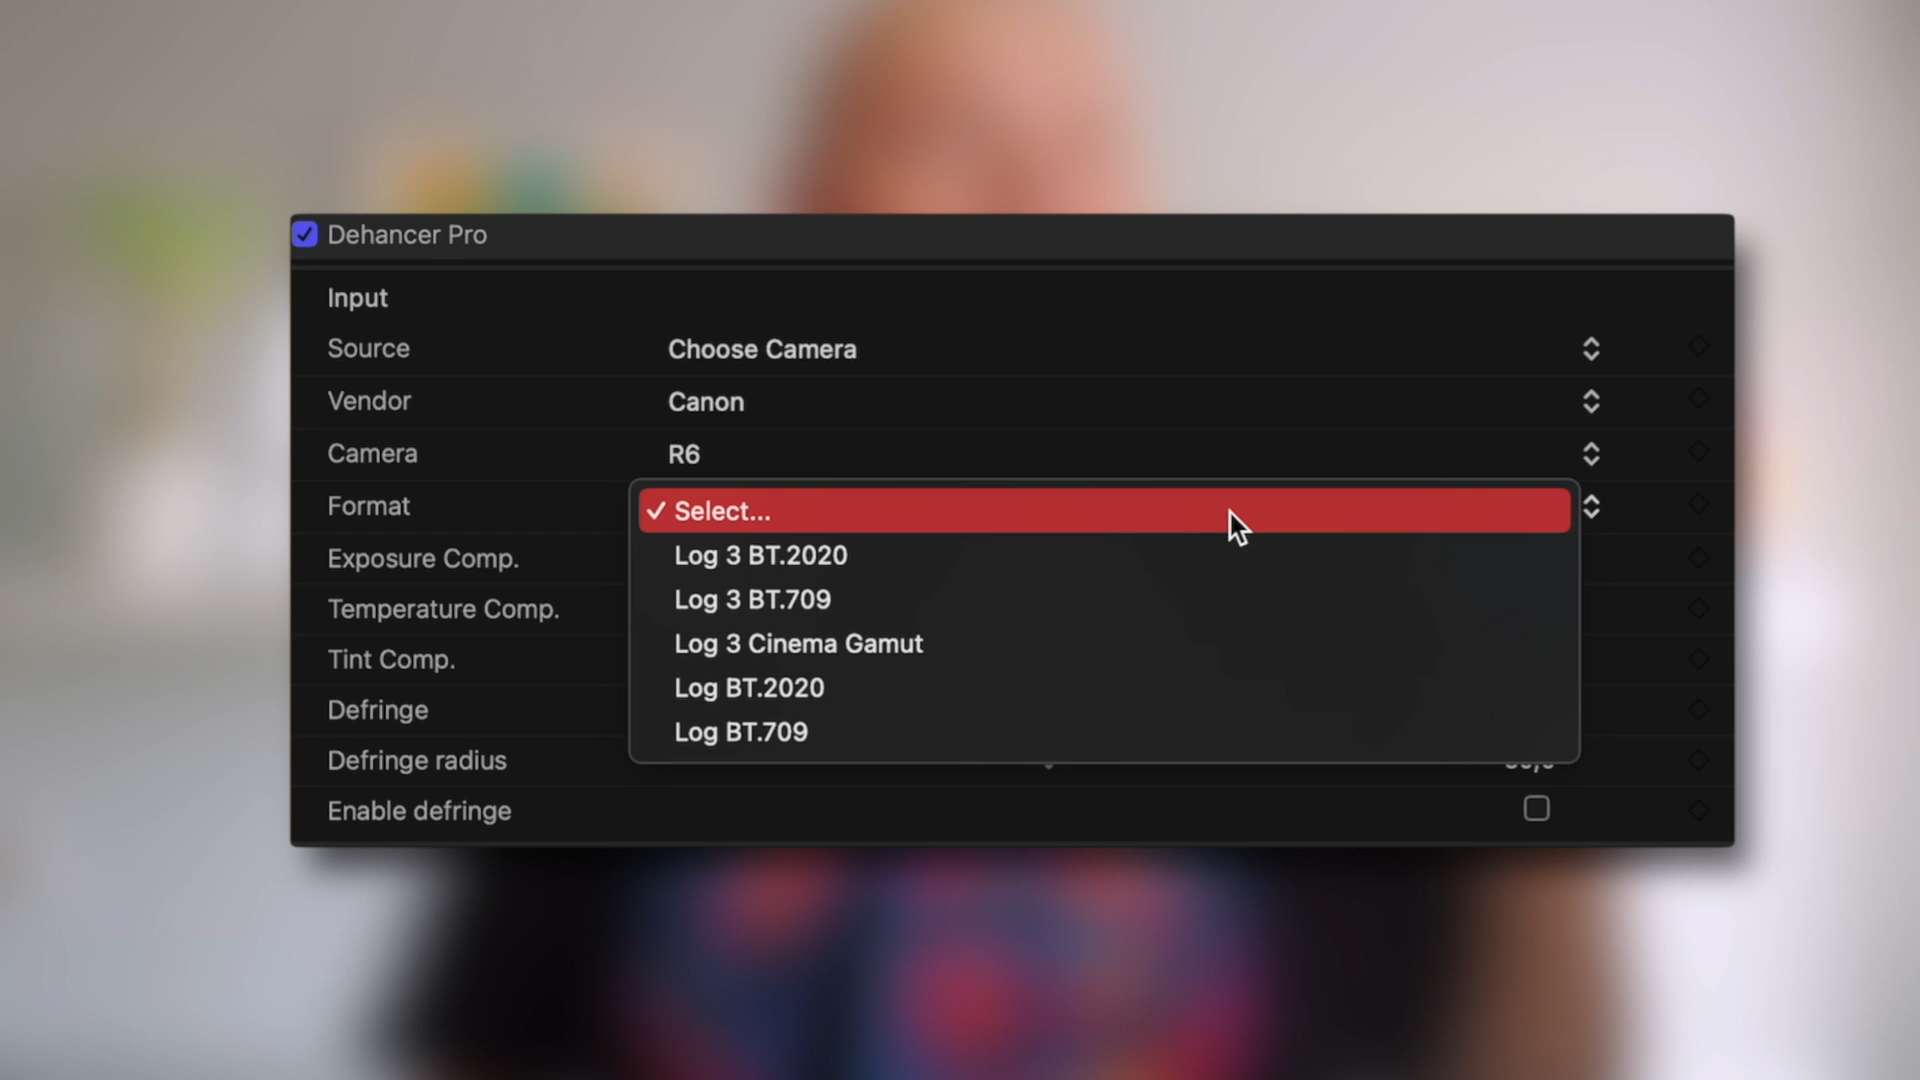 Dehancer Pro
Input
Source Choose Camera
Vendor Canon
Camera R6
Format
Select...
Log 3 BT.2020
Log 3 BT.709
Log 3 Cinema Gamut
Log BT.2020
Log BT.709
Exposure Comp.
Temperature Comp.
Tint Comp.
Defringe
Defringe radius
Enable defringe